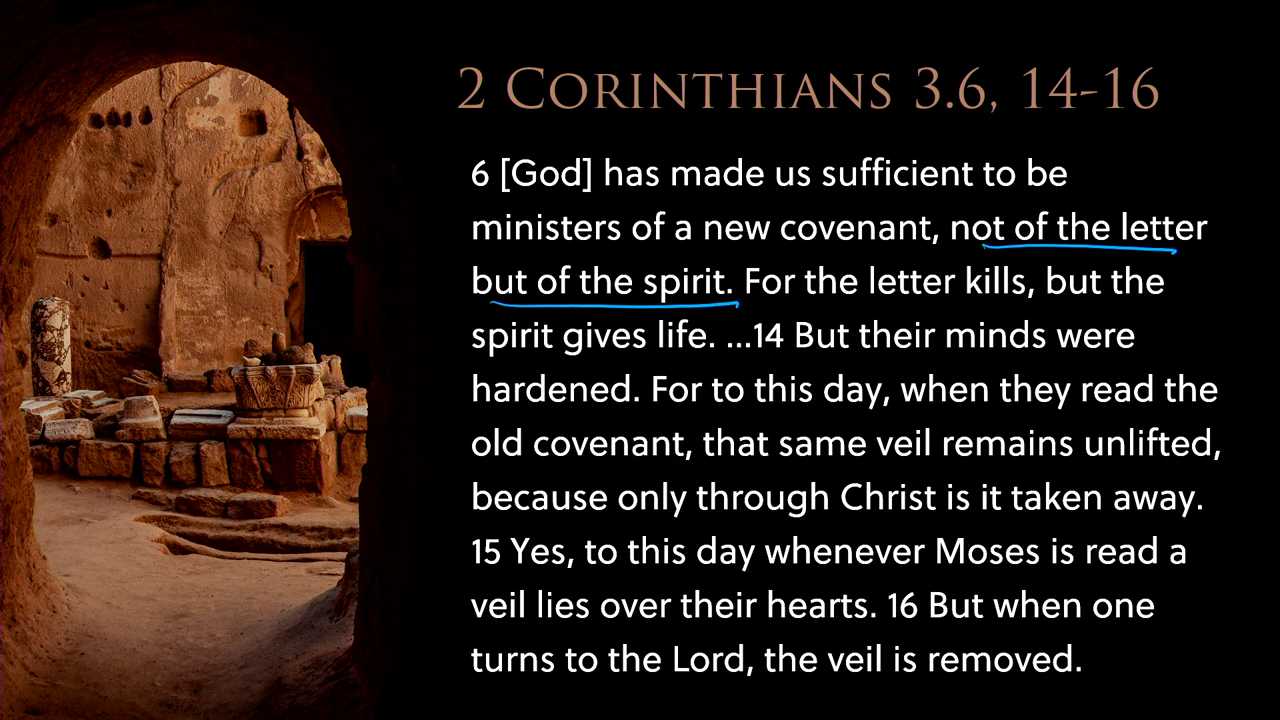 2 Corinthians 3.6, 14-16
6 [God] has made us sufficient to be
ministers of a new covenant, not of the letter
but of the spirit. For the letter kills, but the
spirit gives life. ...14 But their minds were
hardened. For to this day, when they read the
old covenant, that same veil remains unlifted,
because only through Christ is it taken away.
15 Yes, to this day whenever Moses is read a
veil lies over their hearts. 16 But when one
turns to the Lord, the veil is removed.